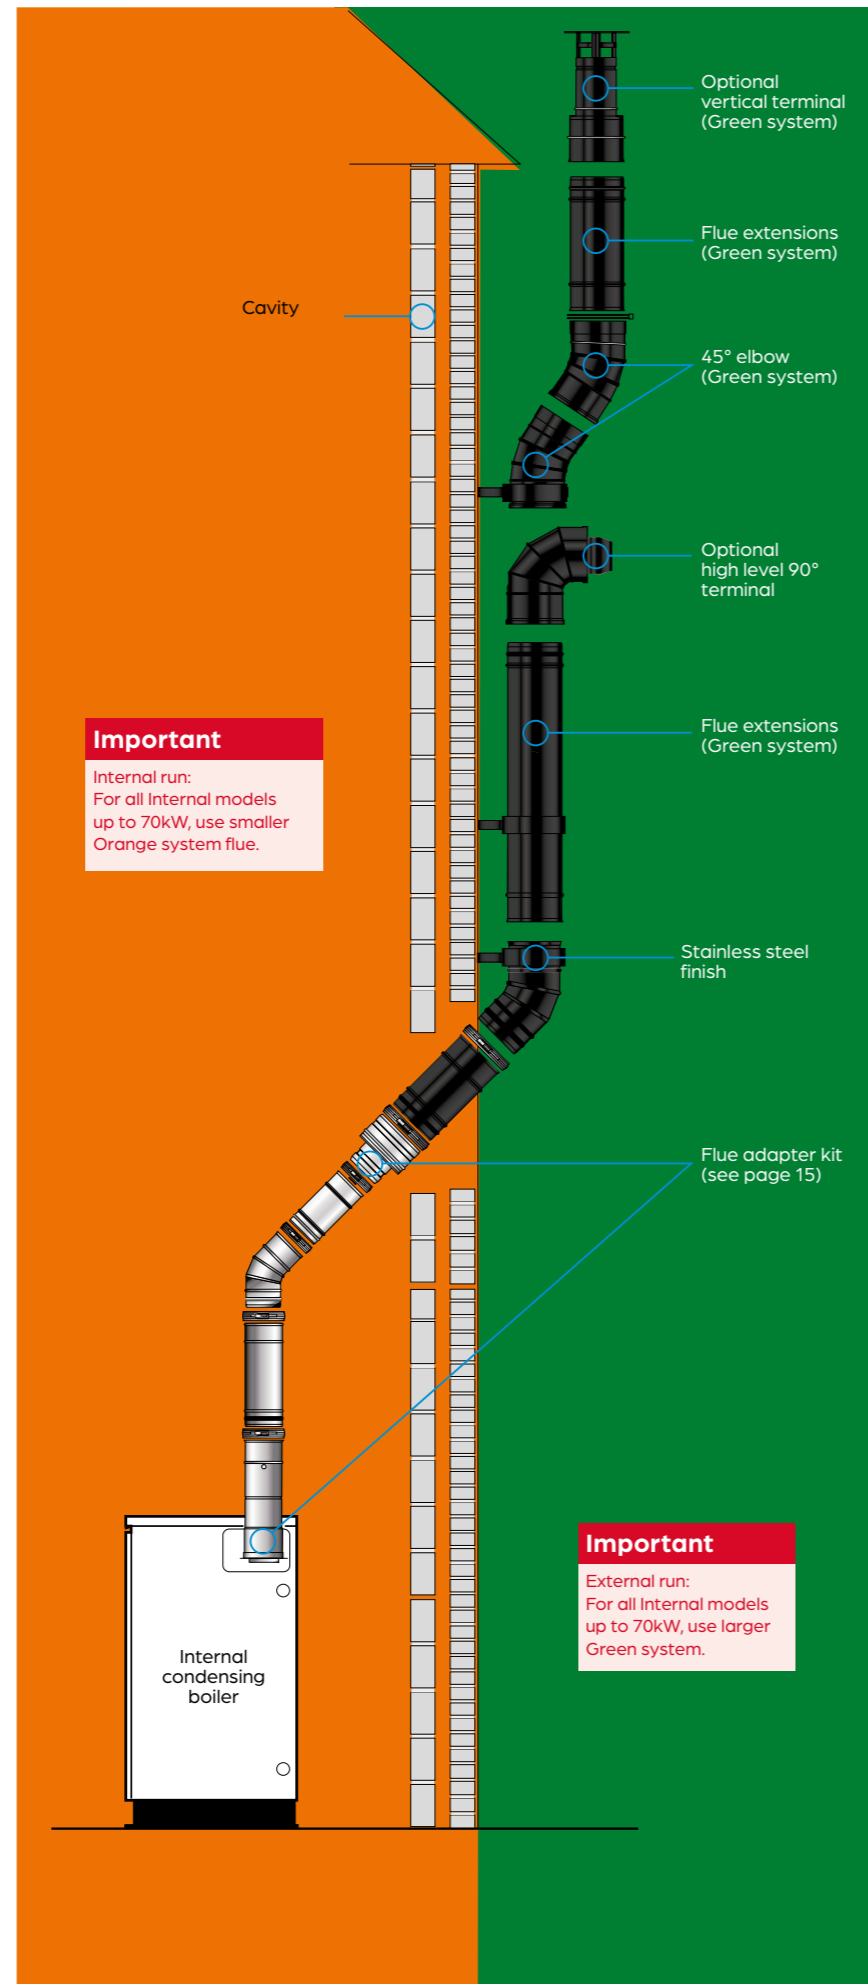 Optional
vertical terminal
(Green system)
Flue extensions
(Green system)
Cavity
45° elbow
(Green system)
Optional
high level 90°
terminal
Important
Internal run:
For all Internal models
up to 70kW, use smaller
Orange system flue.
Flue extensions
(Green system)
Stainless steel
finish
Flue adapter kit
(see page 15)
Important
External run:
For all Internal models
up to 70kW, use larger
Green system.
Internal
condensing
boiler